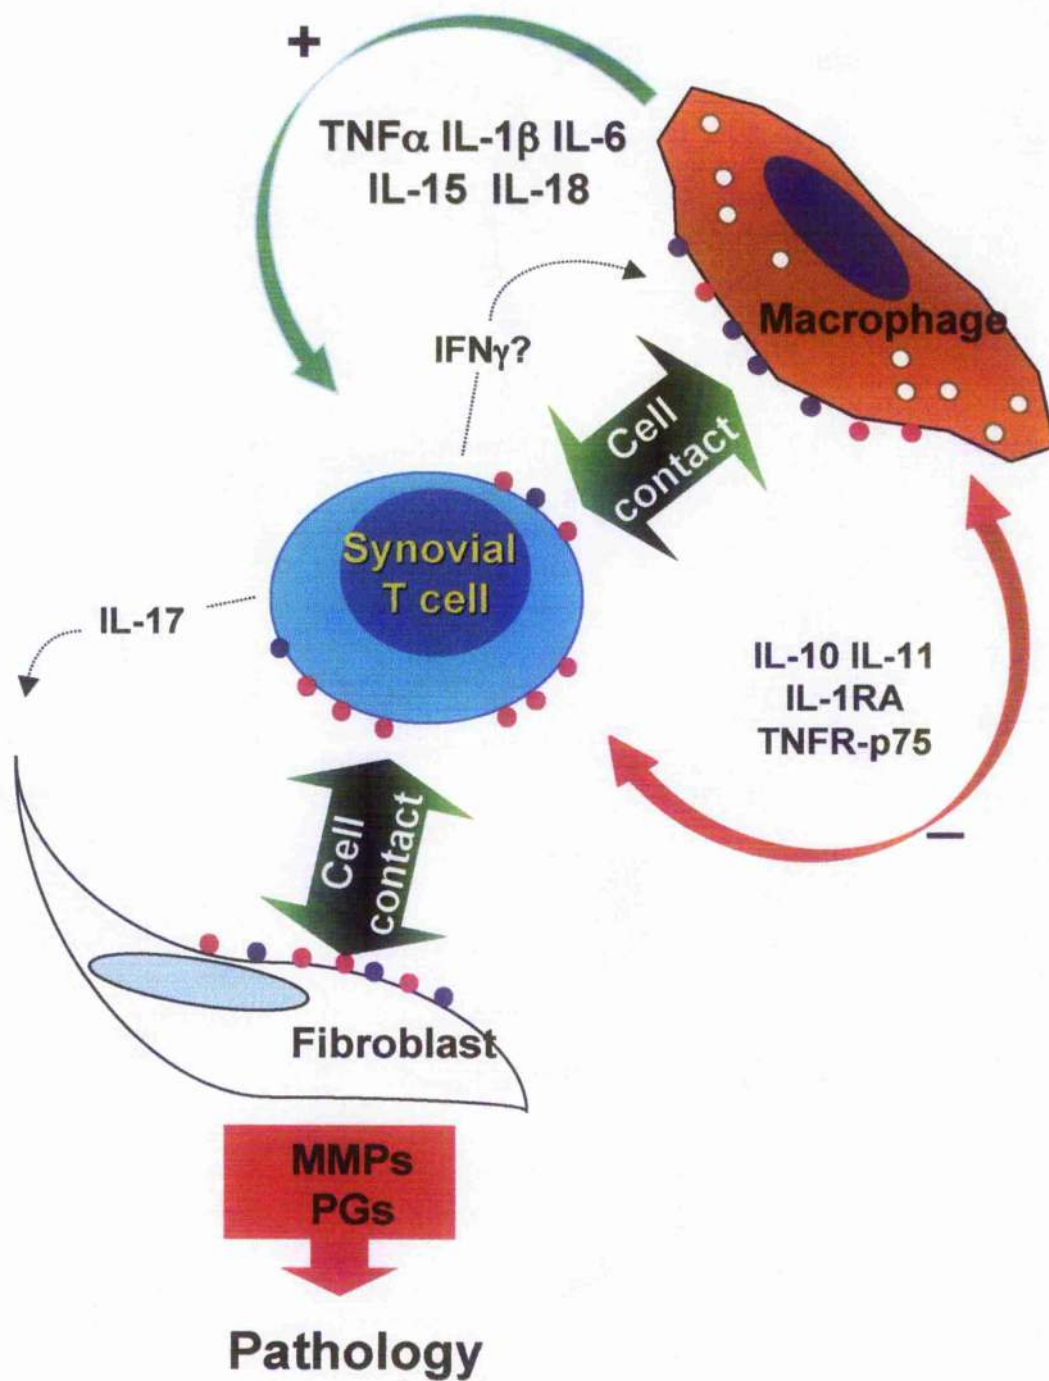 +
TNFα IL-1β IL-6
IL-15 IL-18
Macrophage
IFNγ?
Cell
contact
Synovial
T cell
IL-17
IL-10 IL-11
IL-1RA
TNFR-p75
–
Cell
contact
Fibroblast
MMPs
PGs
Pathology